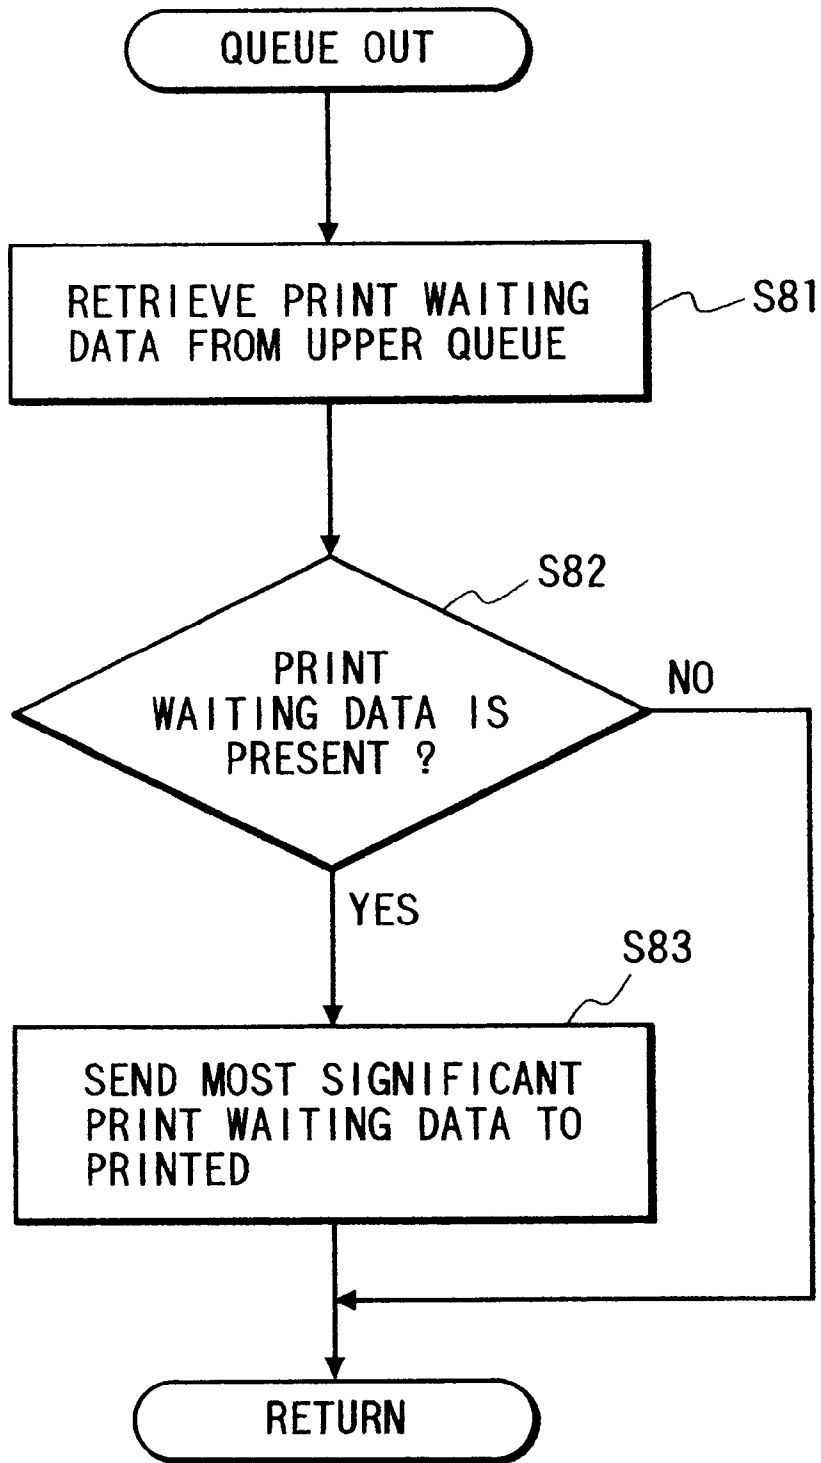 QUEUE OUT
RETRIEVE PRINT WAITING
DATA FROM UPPER QUEUE
S81
S82
PRINT
WAITING DATA IS
PRESENT ?
NO
YES
S83
SEND MOST SIGNIFICANT
PRINT WAITING DATA TO
PRINTED
RETURN